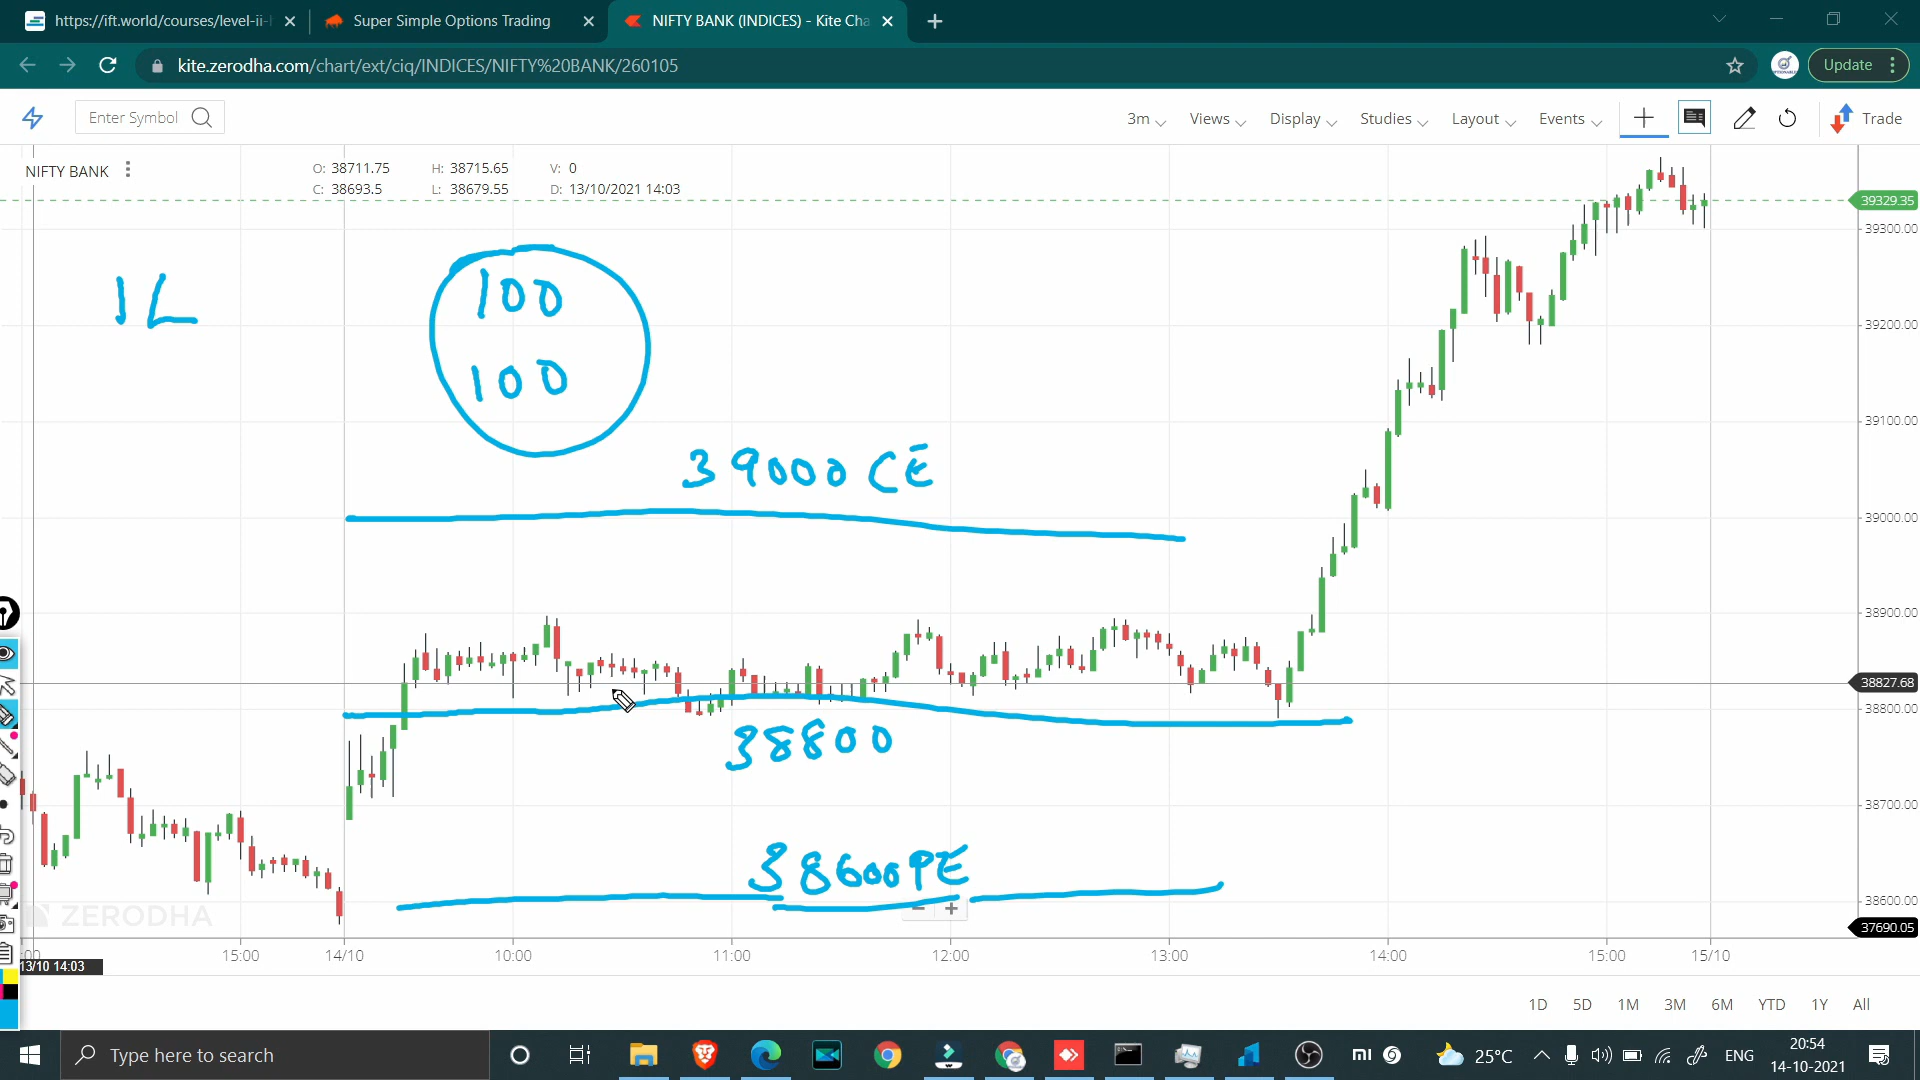 https://ift.world/courses/level-ii-
Super Simple Options Trading
NIFTY BANK (INDICES) - Kite Cha
kite.zerodha.com/chart/ext/ciq/INDICES/NIFTY%20BANK/260105
Update
Enter Symbol
3m
Views
Display
Studies
Layout
Events
Trade
NIFTY BANK
O: 38711.75 H: 38715.65 V: 0
C: 38693.5 L: 38679.55 D: 13/10/2021 14:03
39329.35
39300.00
1L
100
100
39200.00
39100.00
39000 CE
39000.00
38900.00
38827.68
38800.00
38800
38700.00
38600PE
38600.00
ZERODHA
37690.05
:00 15:00 14/10 10:00 11:00 12:00 13:00 14:00 15:00 15/10
13/10 14:03
1D 5D 1M 3M 6M YTD 1Y All
Type here to search
25°C
ENG
20:54
14-10-2021